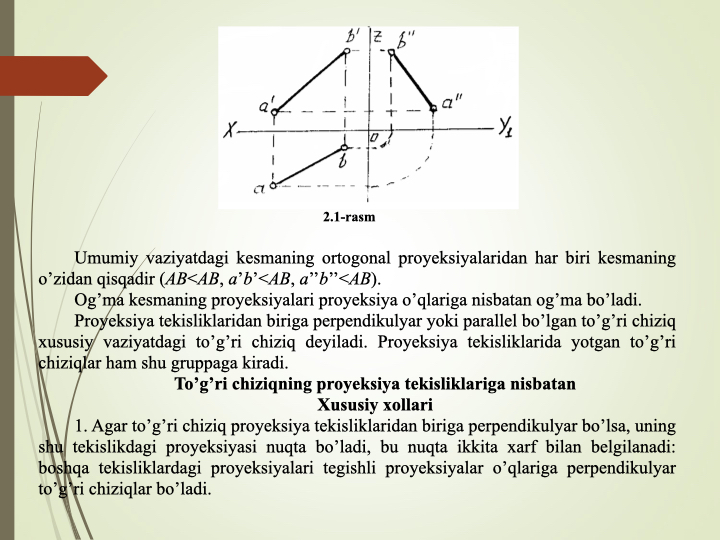 b' z b''
a' a''
X O Y₁
b
a
2.1-rasm
Umumiy vaziyatdagi kesmaning ortogonal proyeksiyalaridan har biri kesmaning
o’zidan qisqadir (AB<AB, a’b’<AB, a”b”<AB).
Og’ma kesmaning proyeksiyalari proyeksiya o’qlariga nisbatan og’ma bo’ladi.
Proyeksiya tekisliklaridan biriga perpendikulyar yoki parallel bo’lgan to’g’ri chiziq
xususiy vaziyatdagi to’g’ri chiziq deyiladi. Proyeksiya tekisliklarida yotgan to’g’ri
chiziqlar ham shu gruppaga kiradi.
To’g’ri chiziqning proyeksiya tekisliklariga nisbatan
Xususiy xollari
1. Agar to’g’ri chiziq proyeksiya tekisliklaridan biriga perpendikulyar bo’lsa, uning
shu tekislikdagi proyeksiyasi nuqta bo’ladi, bu nuqta ikkita xarf bilan belgilanadi:
boshqa tekisliklardagi proyeksiyalari tegishli proyeksiyalar o’qlariga perpendikulyar
to’g’ri chiziqlar bo’ladi.